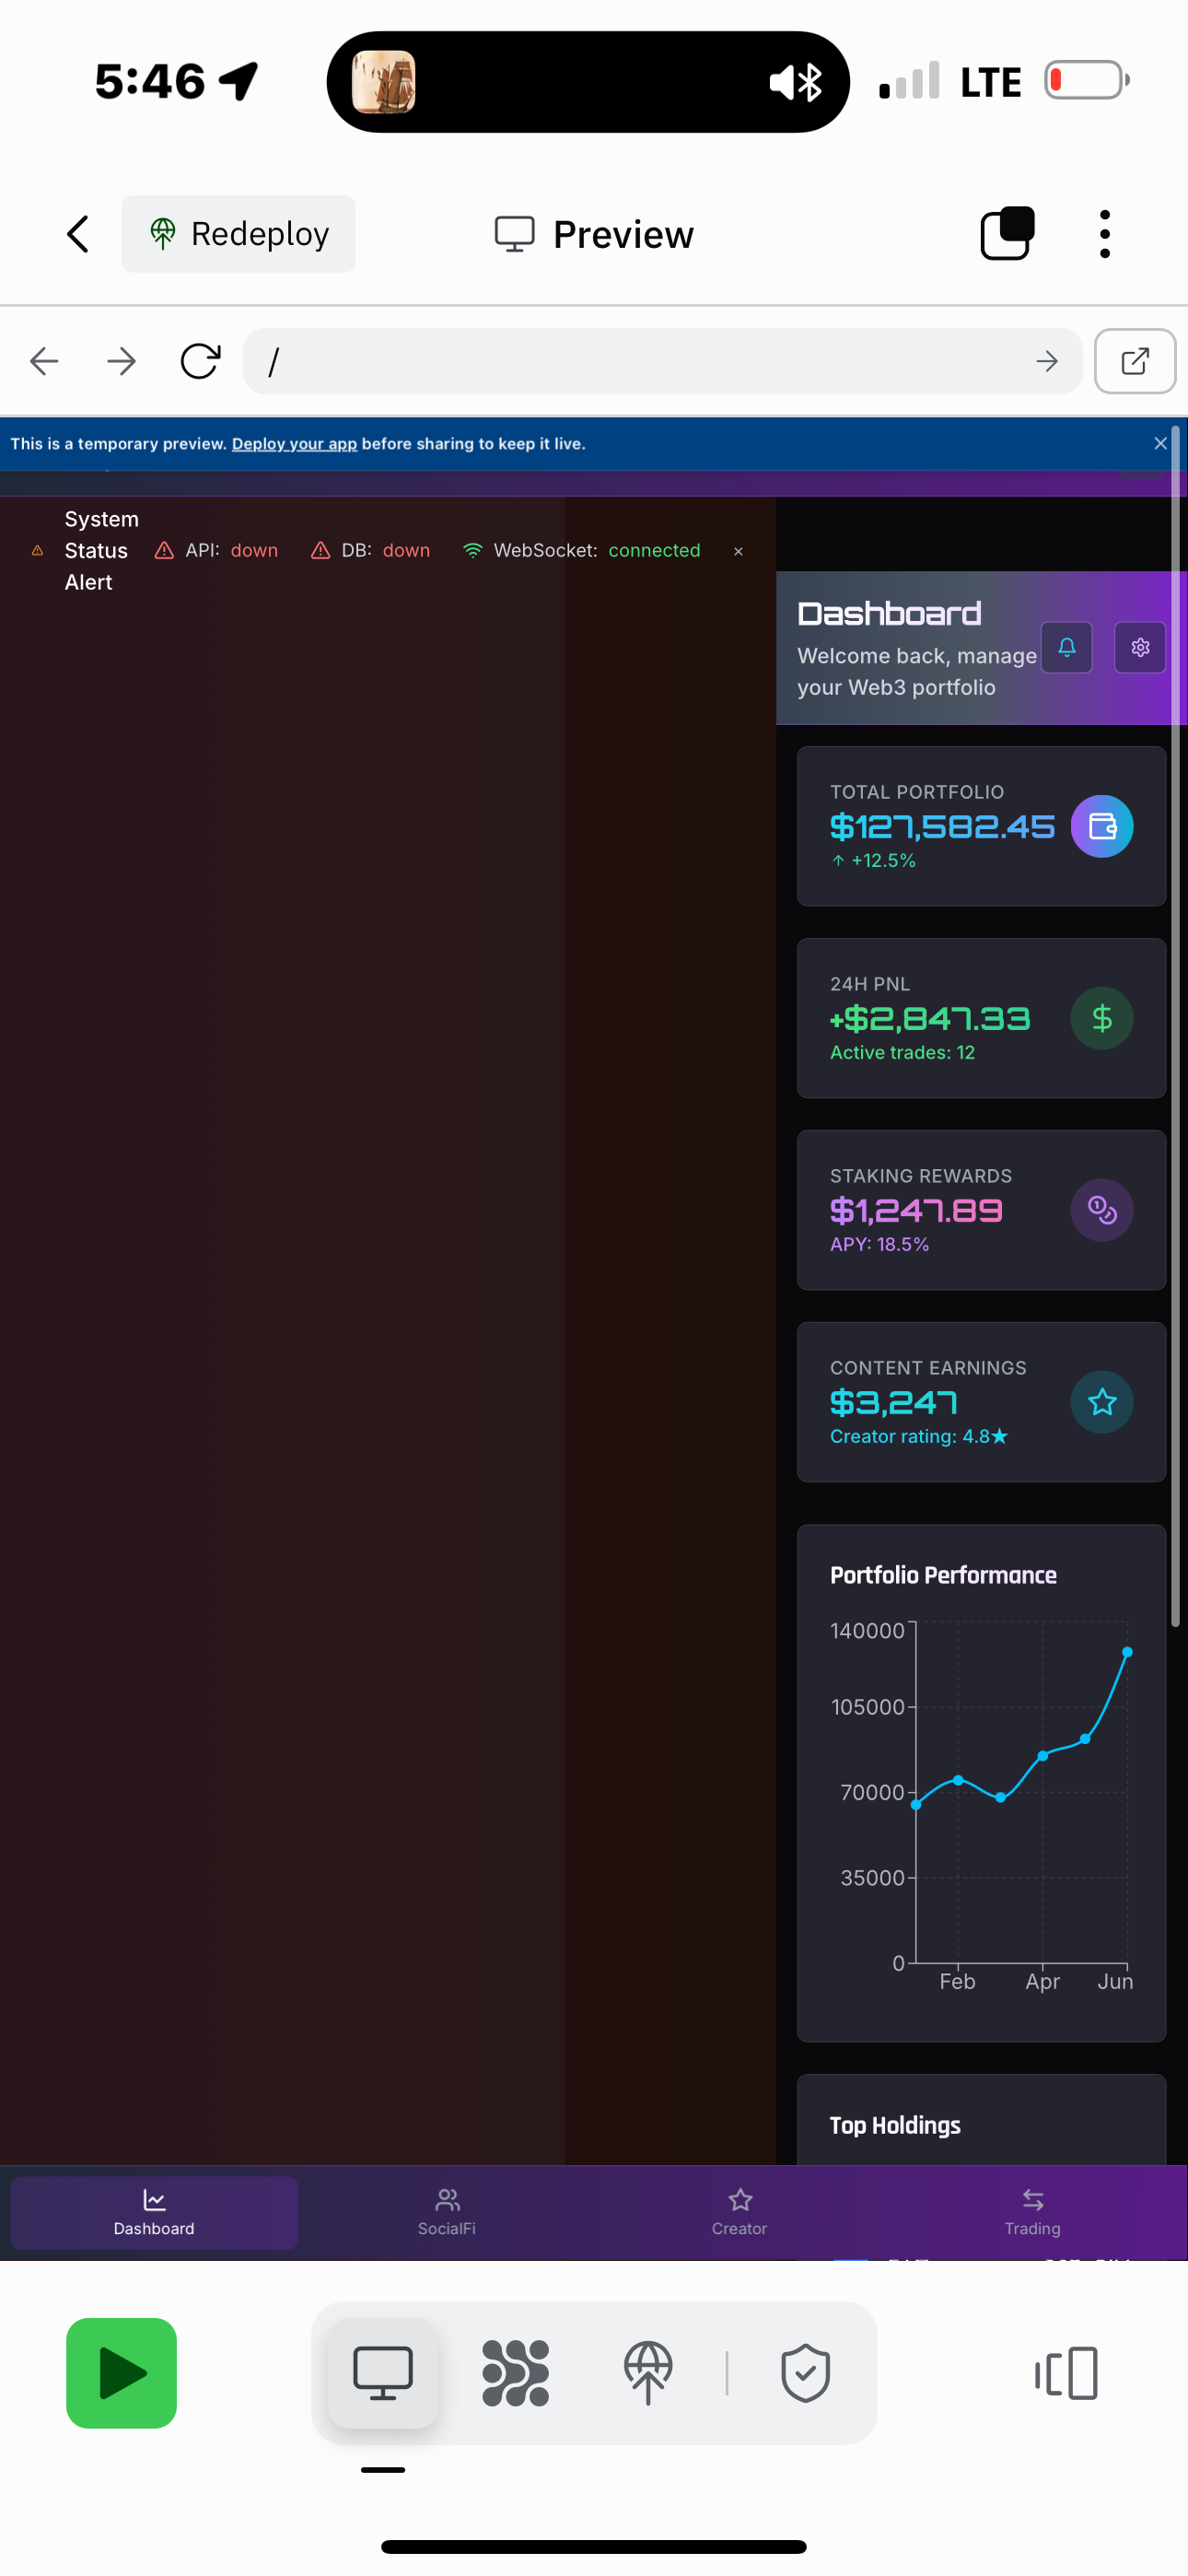 5:46
LTE
Redeploy
Preview
/
This is a temporary preview. Deploy your app before sharing to keep it live.
System
Status
Alert
API: down
DB: down
WebSocket: connected
×
Dashboard
Welcome back, manage
your Web3 portfolio
TOTAL PORTFOLIO
$127,582.45
↑ +12.5%
24H PNL
+$2,847.33
Active trades: 12
STAKING REWARDS
$1,247.89
APY: 18.5%
CONTENT EARNINGS
$3,247
Creator rating: 4.8★
Portfolio Performance
140000
105000
70000
35000
0
Feb Apr Jun
Top Holdings
Dashboard
SocialFi
Creator
Trading